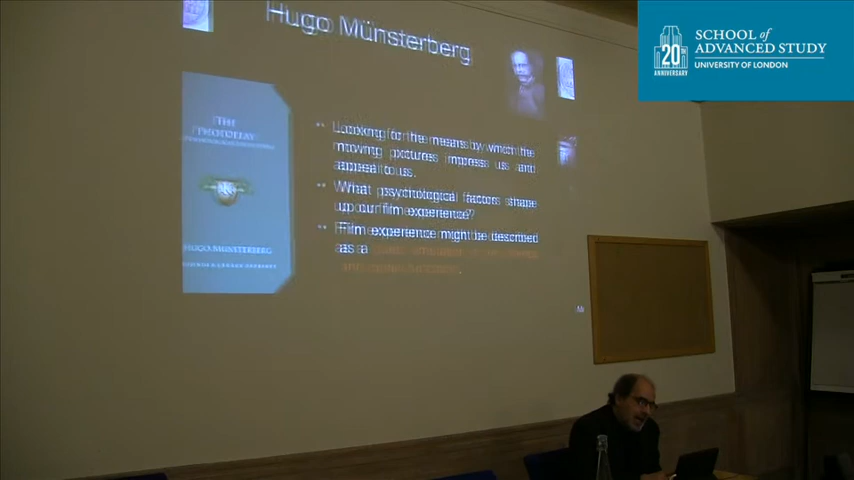 Hugo Münsterberg
SCHOOL of
ADVANCED STUDY
UNIVERSITY OF LONDON
20TH
ANNIVERSARY
THE
PHOTOPLAY
HUGO MÜNSTERBERG
• Looking for the means by which the
moving pictures impress us and
appeal to us.
• What psychological factors shape
up our film experience?
• Film experience might be described
as a